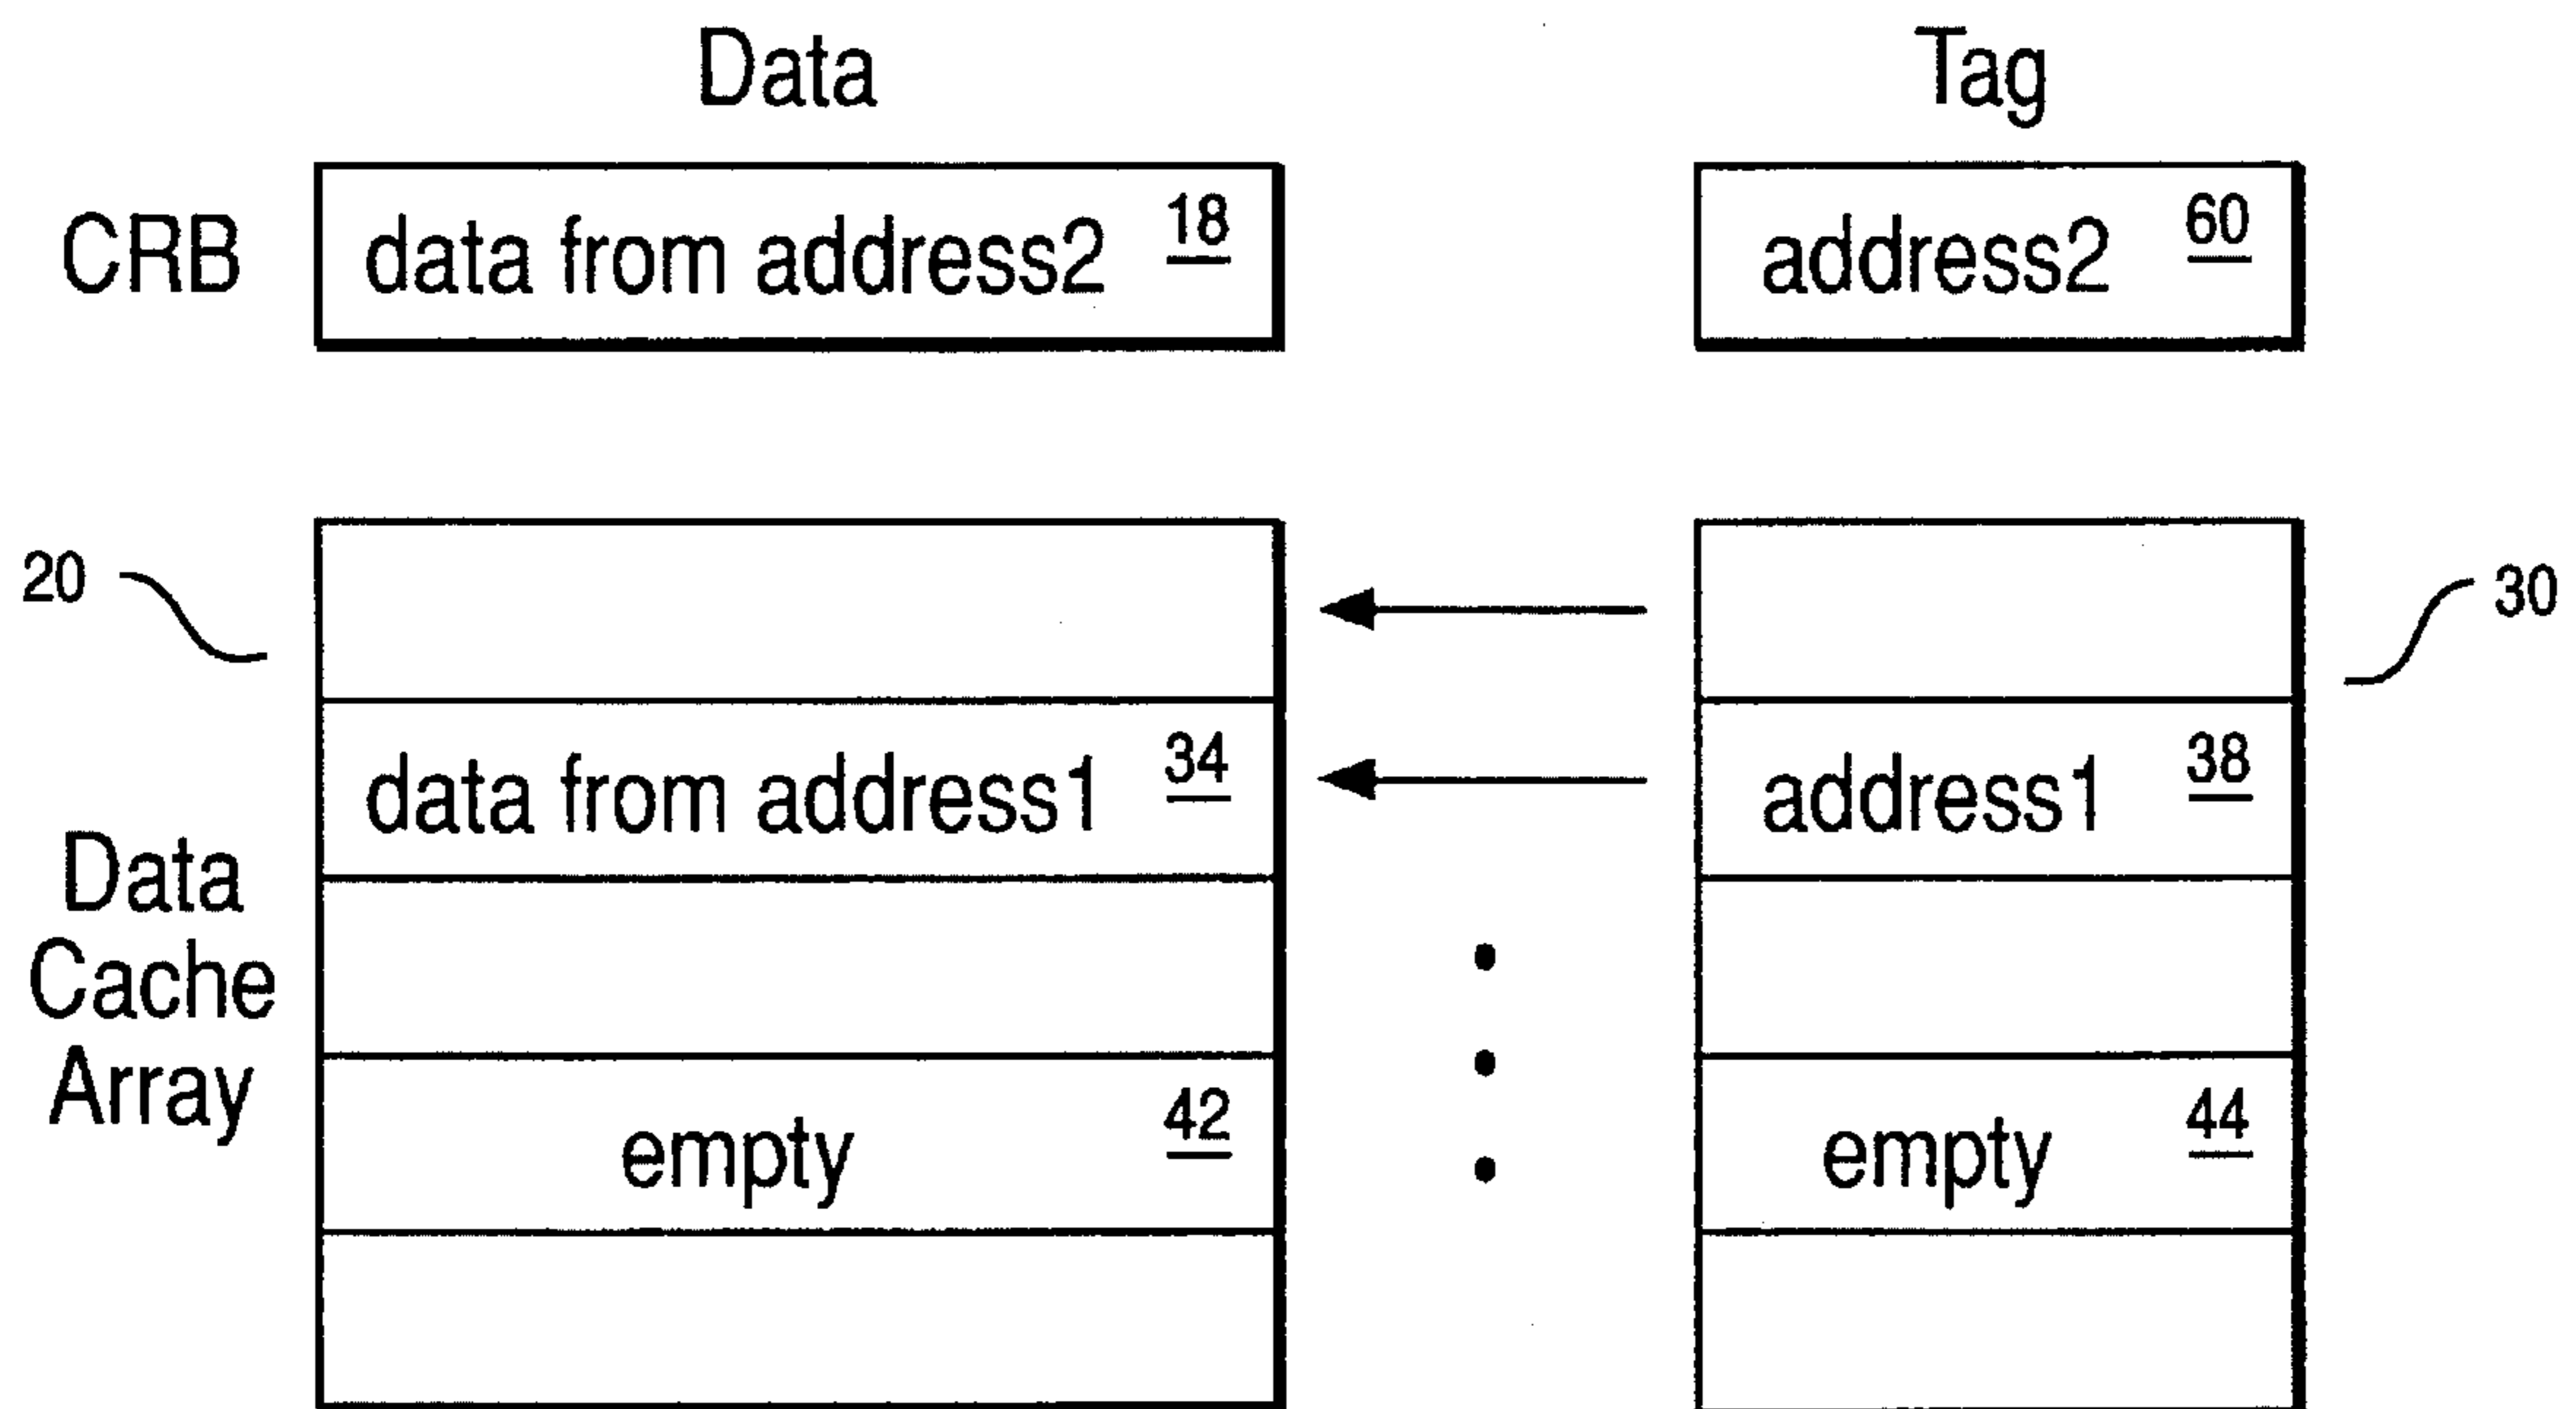 Data Tag
CRB data from address2 18 address2 60
20 30
data from address1 34 address1 38
Data
Cache
Array
empty 42 empty 44